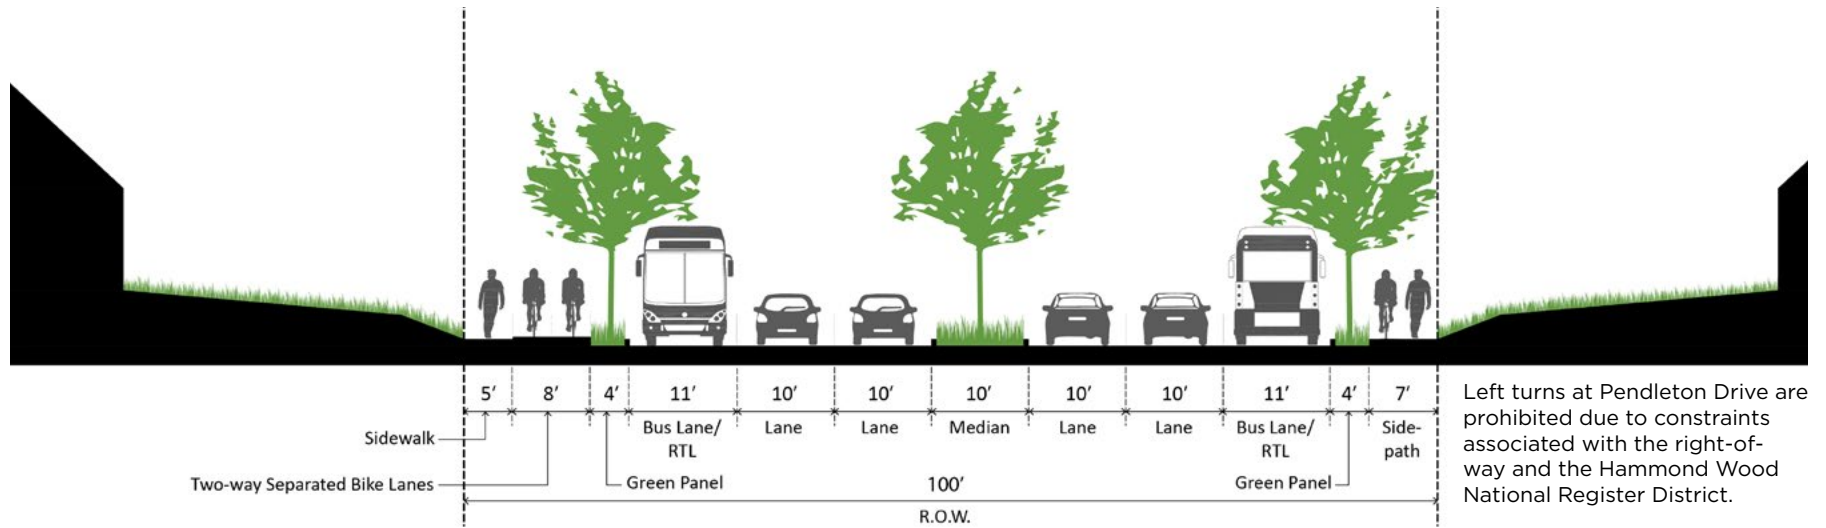 5’ 8’ 4’ 11’ 10’ 10’ 10’ 10’ 10’ 11’ 4’ 7’
Sidewalk
Two-way Separated Bike Lanes
Green Panel
Bus Lane/
RTL
Lane
Lane
Median
Lane
Lane
Bus Lane/
RTL
Green Panel
Side-
path
100’
R.O.W.
Left turns at Pendleton Drive are
prohibited due to constraints
associated with the right-of-
way and the Hammond Wood
National Register District.